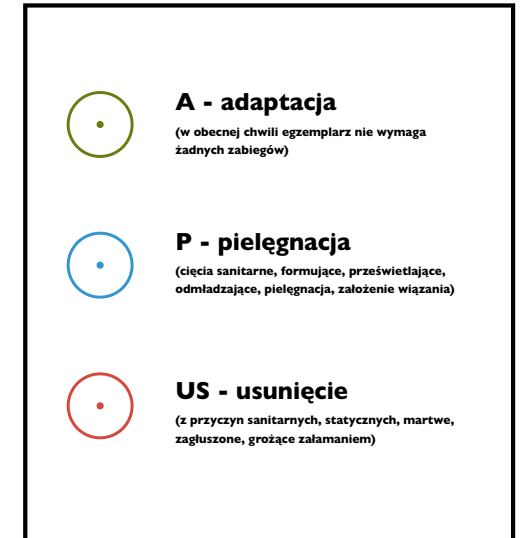 A - adaptacja
(w obecnej chwili egzemplarz nie wymaga
żadnych zabiegów)
P - pielęgnacja
(cięcia sanitarne, formujące, prześwietlające,
odmładzające, pielęgnacja, założenie wiązania)
US - usunięcie
(z przyczyn sanitarnych, statycznych, martwe,
zagłuszone, grożące załamaniem)